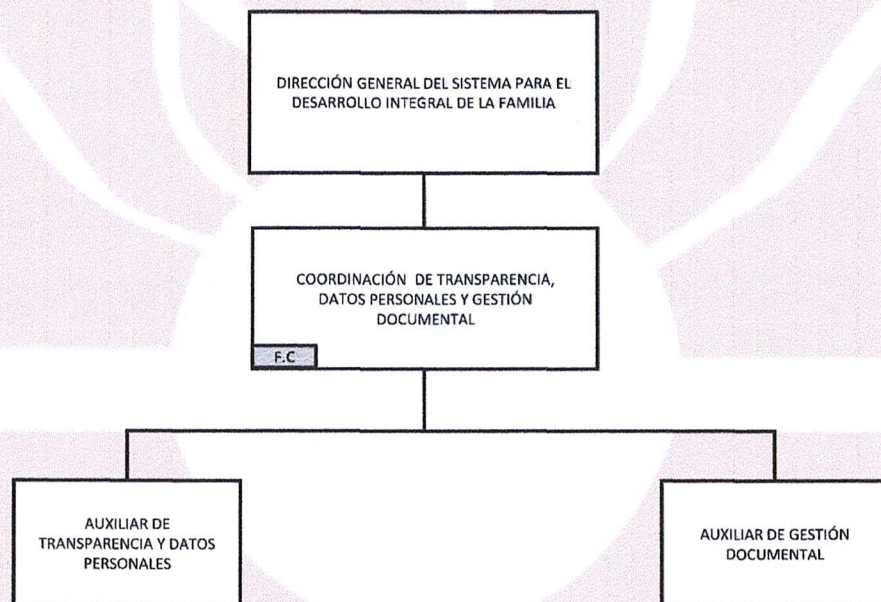 DIRECCIÓN GENERAL DEL SISTEMA PARA EL
DESARROLLO INTEGRAL DE LA FAMILIA
COORDINACIÓN DE TRANSPARENCIA,
DATOS PERSONALES Y GESTIÓN
DOCUMENTAL
F.C
AUXILIAR DE
TRANSPARENCIA Y DATOS
PERSONALES
AUXILIAR DE GESTIÓN
DOCUMENTAL